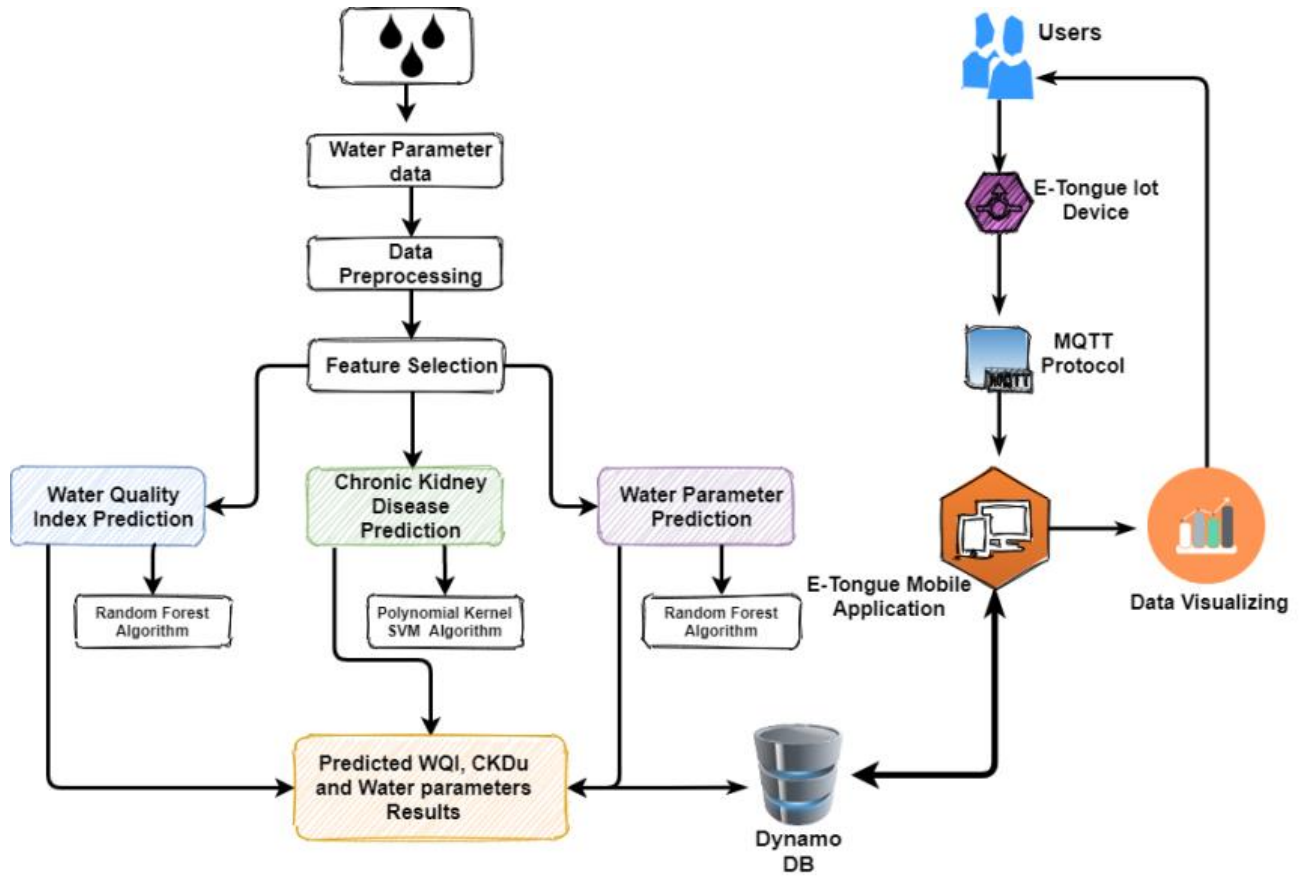 Users
Water Parameter
data
E-Tongue Iot
Device
Data
Preprocessing
MQTT
Protocol
MQTT
Feature Selection
Water Quality
Index Prediction
Chronic Kidney
Disease
Prediction
Water Parameter
Prediction
E-Tongue Mobile
Application
Data Visualizing
Random Forest
Algorithm
Polynomial Kernel
SVM Algorithm
Random Forest
Algorithm
Predicted WQI, CKDu
and Water parameters
Results
Dynamo
DB